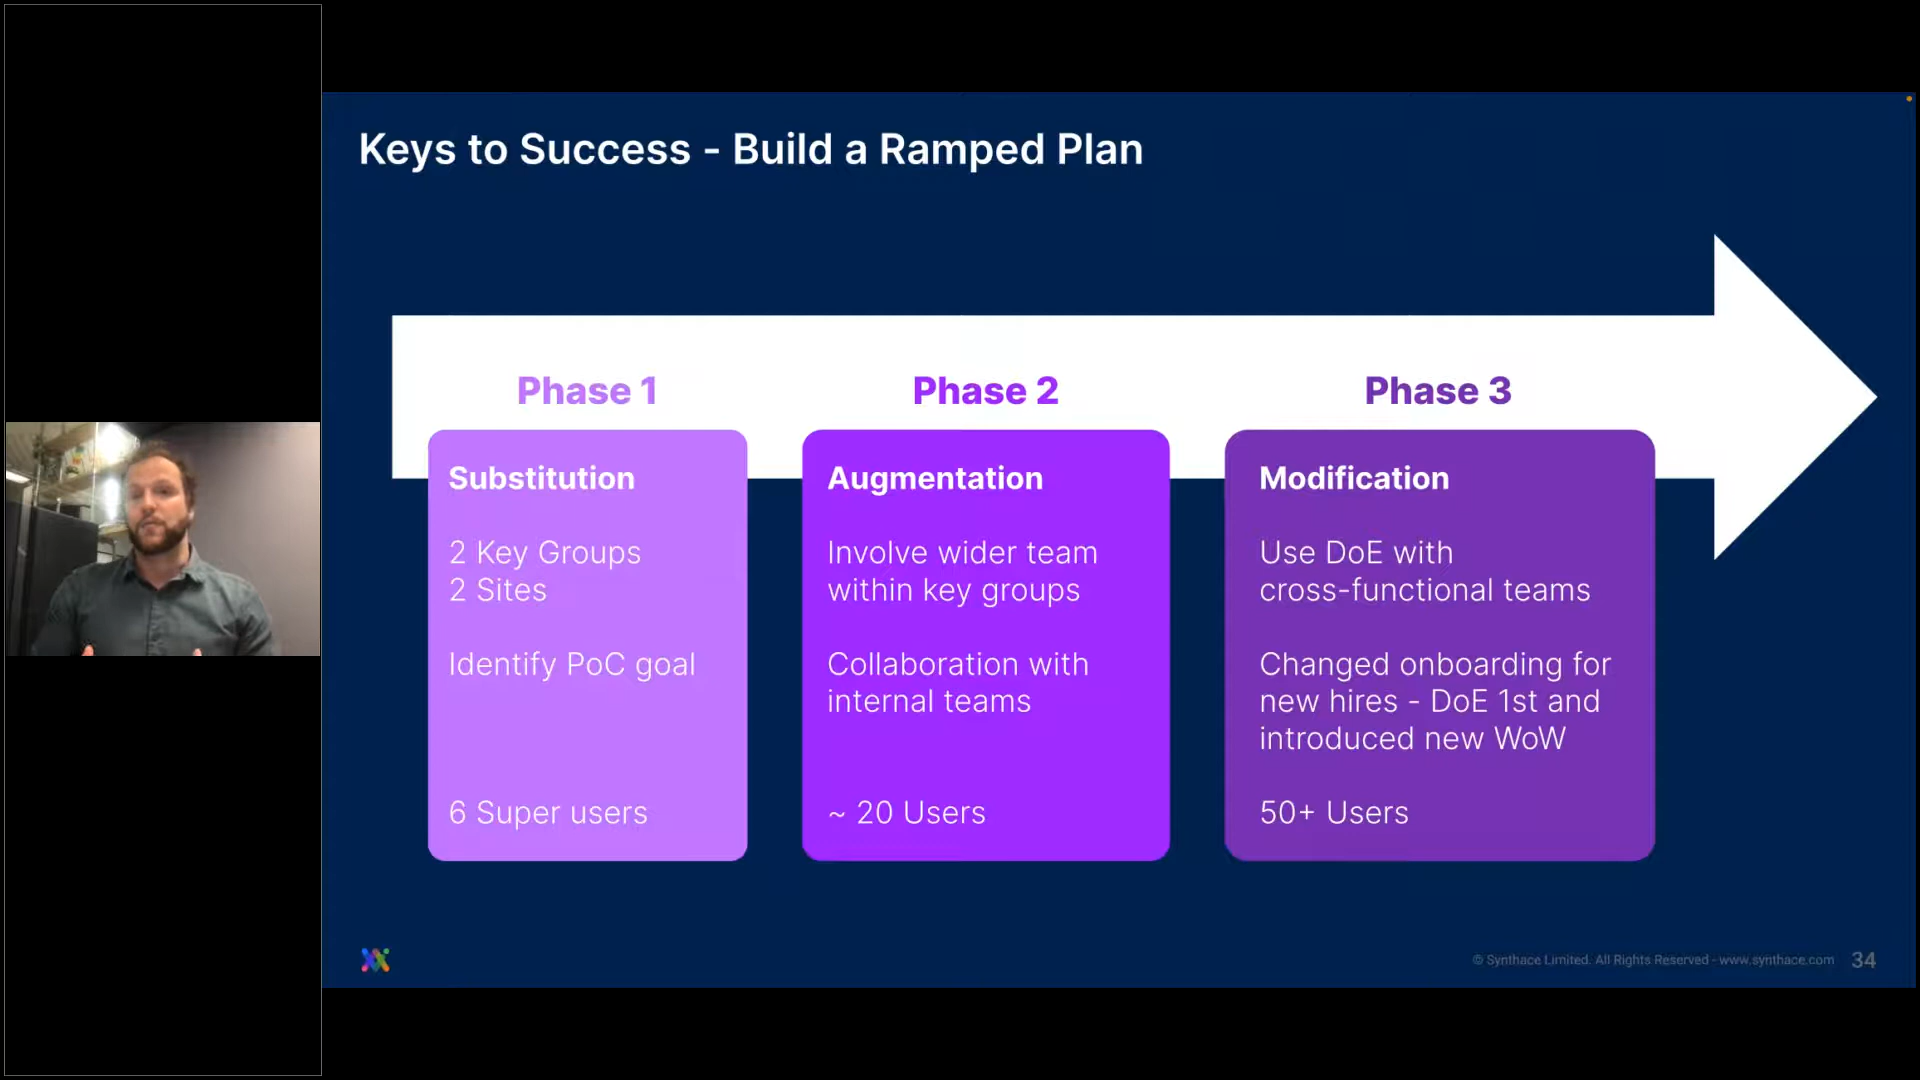 Keys to Success - Build a Ramped Plan
Phase 1
Substitution
2 Key Groups
2 Sites
Identify PoC goal
6 Super users
Phase 2
Augmentation
Involve wider team
within key groups
Collaboration with
internal teams
~ 20 Users
Phase 3
Modification
Use DoE with
cross-functional teams
Changed onboarding for
new hires - DoE 1st and
introduced new WoW
50+ Users
© Synthace Limited. All Rights Reserved - www.synthace.com 34